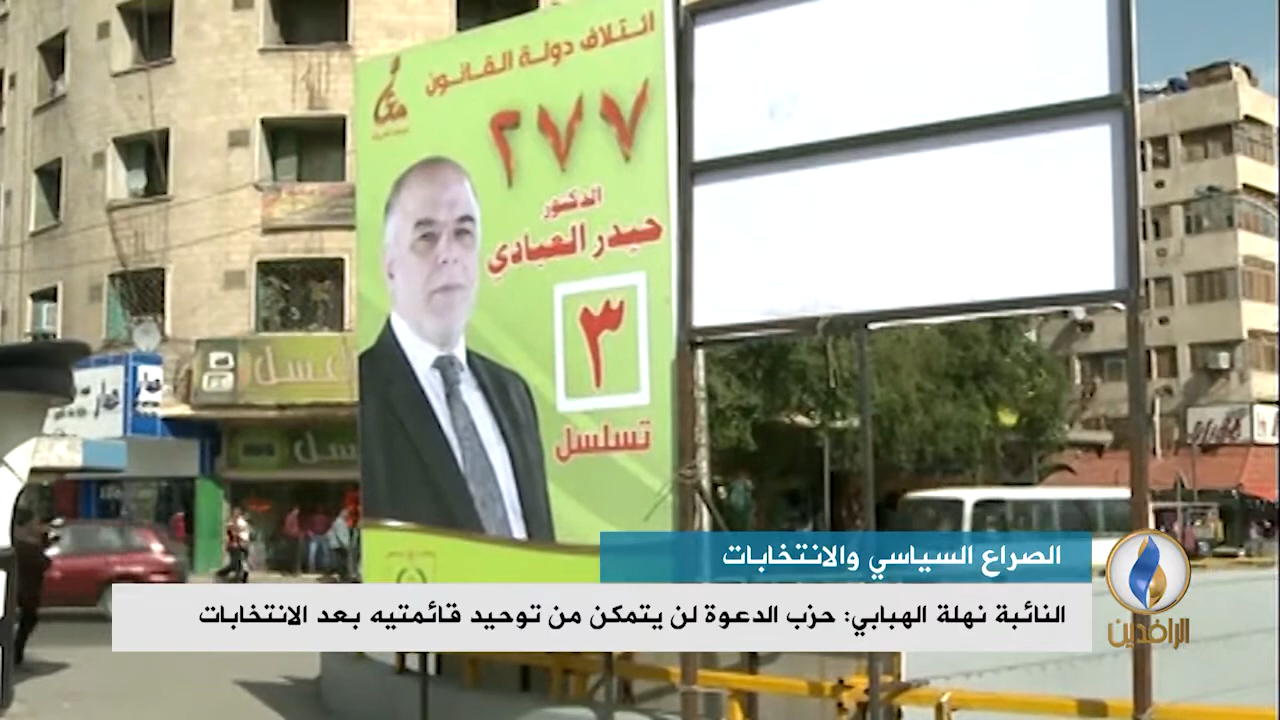 ائتلاف دولة القانون
٢٧٧
الدكتور
حيدر العبادي
٣
تسلسل
عسل
الصراع السياسي والانتخابات
النائبة نهلة الهبابي: حزب الدعوة لن يتمكن من توحيد قائمتيه بعد الانتخابات
الرافدين